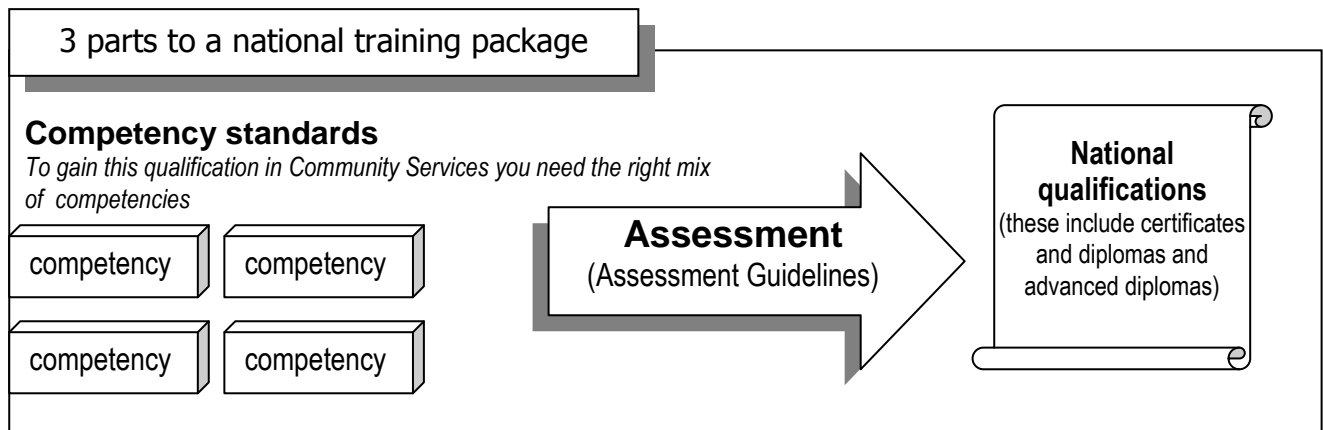 3 parts to a national training package
Competency standards
To gain this qualification in Community Services you need the right mix
of competencies
competency
competency
competency
competency
Assessment
(Assessment Guidelines)
National
qualifications
(these include certificates
and diplomas and
advanced diplomas)